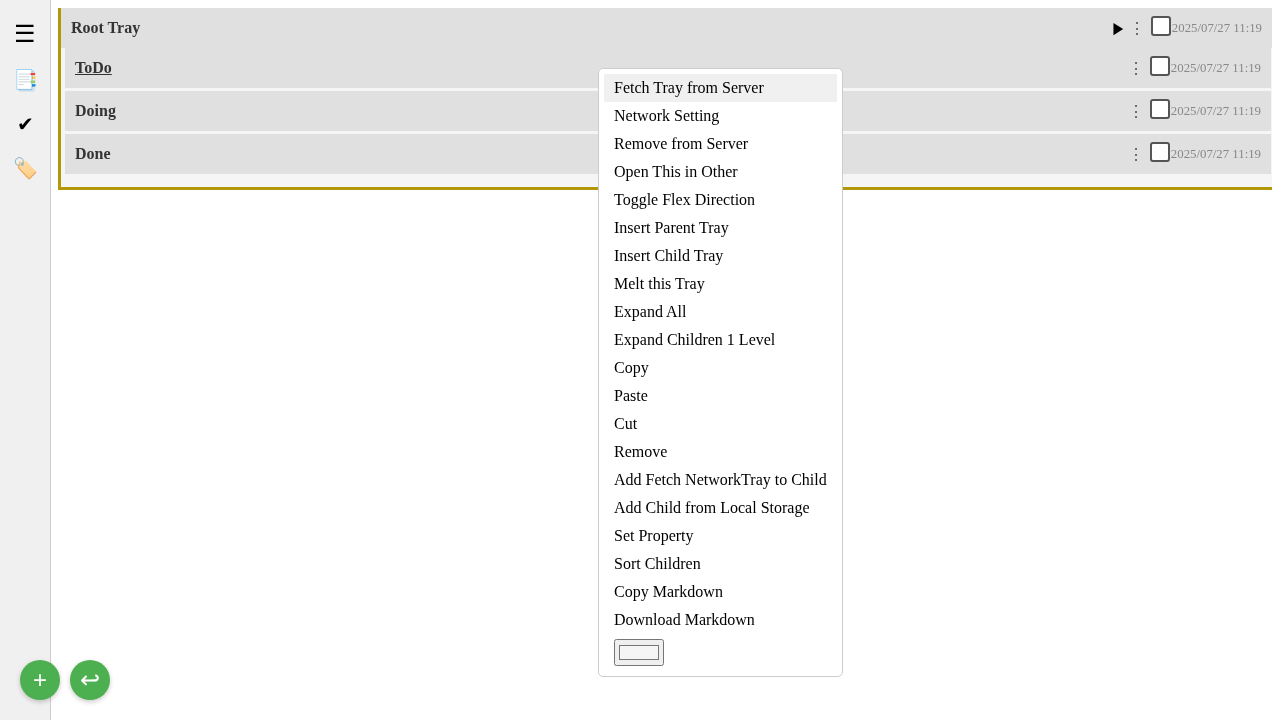 Root Tray
2025/07/27 11:19
ToDo
2025/07/27 11:19
Doing
2025/07/27 11:19
Done
2025/07/27 11:19
Fetch Tray from Server
Network Setting
Remove from Server
Open This in Other
Toggle Flex Direction
Insert Parent Tray
Insert Child Tray
Melt this Tray
Expand All
Expand Children 1 Level
Copy
Paste
Cut
Remove
Add Fetch NetworkTray to Child
Add Child from Local Storage
Set Property
Sort Children
Copy Markdown
Download Markdown